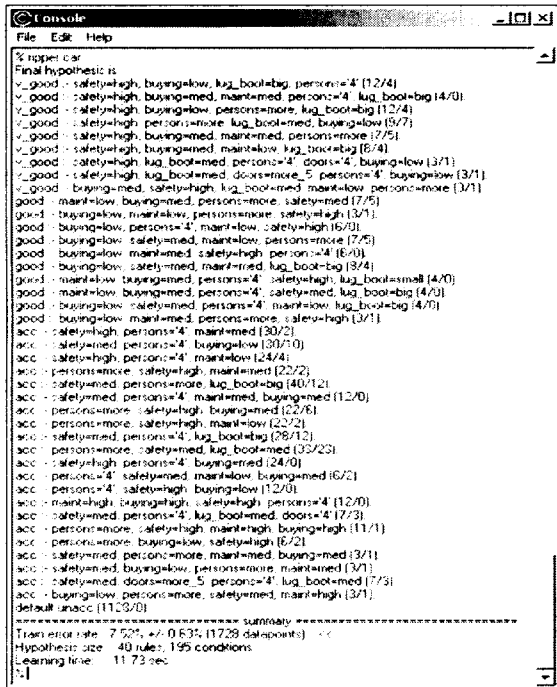 Console
File Edit Help
% ripper car
Final hypothesis is
v_good :- safety=high, buying=low, lug_boot=big, persons='4' (12/4).
v_good :- safety=high, buying=med, maint=med, persons='4', lug_boot=big (4/0).
v_good :- safety=high, buying=low, persons=more, lug_boot=big (12/4).
v_good :- safety=high, persons=more, lug_boot=med, buying=low (9/7).
v_good :- safety=high, buying=med, maint=med, persons=more (7/5).
v_good :- safety=high, buying=med, maint=low, lug_boot=big (8/4).
v_good :- safety=high, lug_boot=med, persons='4', doors='4', buying=low (3/1).
v_good :- safety=high, lug_boot=med, doors=more_5, persons='4', buying=low (3/1).
v_good :- buying=med, safety=high, lug_boot=med, maint=low, persons=more (3/1).
good :- maint=low, buying=med, persons=more, safety=med (7/5).
good :- buying=low, maint=low, persons=more, safety=high (3/1).
good :- buying=low, persons='4', maint=low, safety=high (6/0).
good :- buying=low, safety=med, maint=low, persons=more (7/5).
good :- buying=low, maint=med, safety=high, persons='4' (6/0).
good :- buying=low, safety=med, maint=med, lug_boot=big (8/4).
good :- maint=low, buying=med, persons='4', safety=high, lug_boot=small (4/0).
good :- maint=low, buying=med, persons='4', safety=med, lug_boot=big (4/0).
good :- buying=low, safety=med, persons='4', maint=low, lug_boot=big (4/0).
good :- buying=low, maint=med, persons=more, safety=high (3/1).
acc :- safety=high, persons='4', maint=med (30/2).
acc :- safety=med, persons='4', buying=low (30/10).
acc :- safety=high, persons='4', maint=low (24/4).
acc :- persons=more, safety=high, maint=med (22/2).
acc :- safety=med, persons=more, lug_boot=big (40/12).
acc :- safety=med, persons='4', maint=med, buying=med (12/0).
acc :- persons=more, safety=high, buying=med (22/6).
acc :- persons=more, safety=high, maint=low (22/2).
acc :- safety=med, persons='4', lug_boot=big (28/12).
acc :- persons=more, safety=med, lug_boot=med (33/23).
acc :- safety=high, persons='4', buying=med (24/0).
acc :- persons='4', safety=med, maint=low, buying=med (6/2).
acc :- persons='4', safety=high, buying=low (12/0).
acc :- maint=high, buying=high, safety=high, persons='4' (12/0).
acc :- safety=med, persons='4', lug_boot=med, doors='4' (7/3).
acc :- persons=more, safety=high, maint=high, buying=high (11/1).
acc :- persons=more, buying=low, safety=high (6/2).
acc :- safety=med, persons=more, maint=med, buying=med (3/1).
acc :- safety=med, buying=low, persons=more, maint=med (3/1).
acc :- safety=med, doors=more_5, persons='4', lug_boot=med (7/3).
acc :- buying=low, persons=more, safety=med, maint=high (3/1).
default unacc (1128/0).
summary
Train error rate: 7.52% +/- 0.63% (1728 datapoints) <<
Hypothesis size: 40 rules, 195 conditions
Learning time: 11.73 sec
%